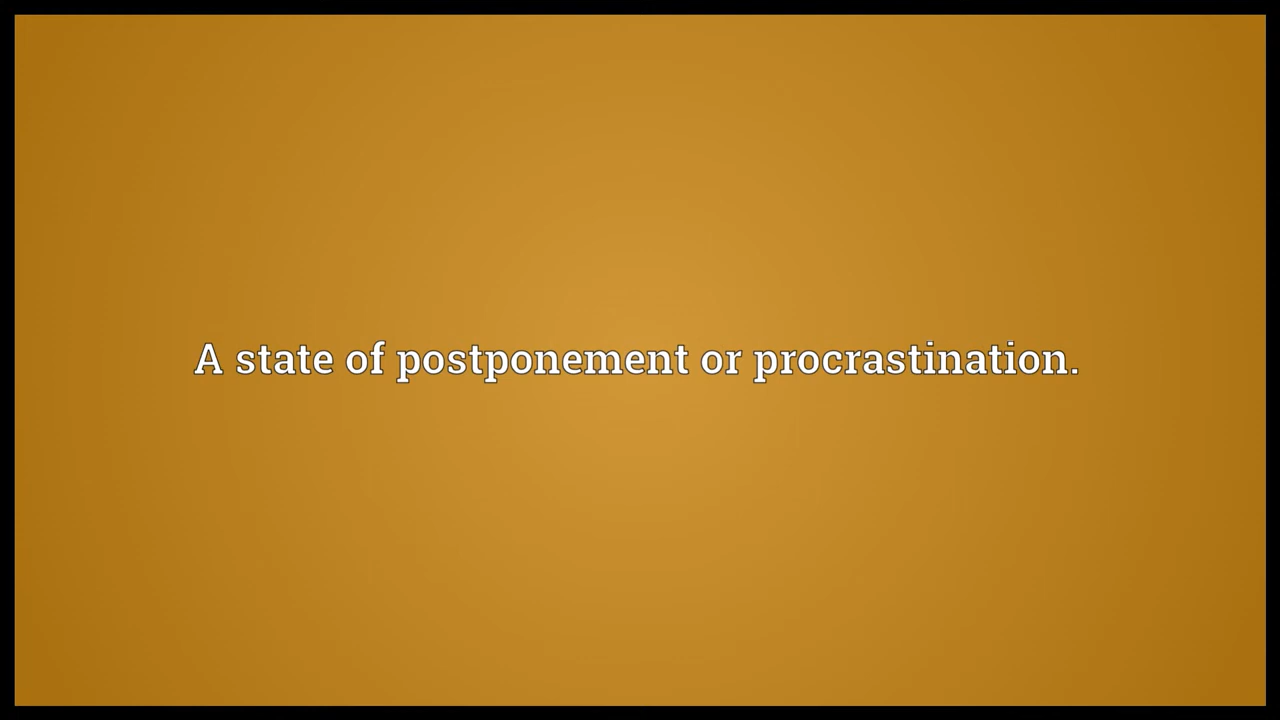 A state of postponement or procrastination.